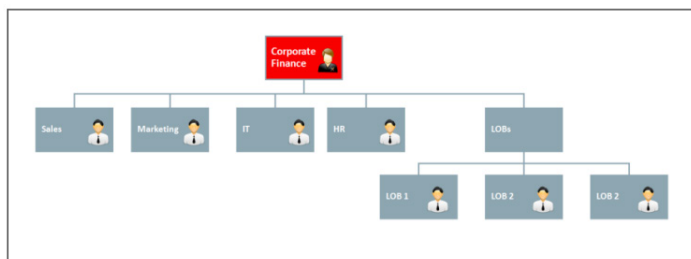 Corporate
Finance
Sales
Marketing
IT
HR
LOBs
LOB 1
LOB 2
LOB 2